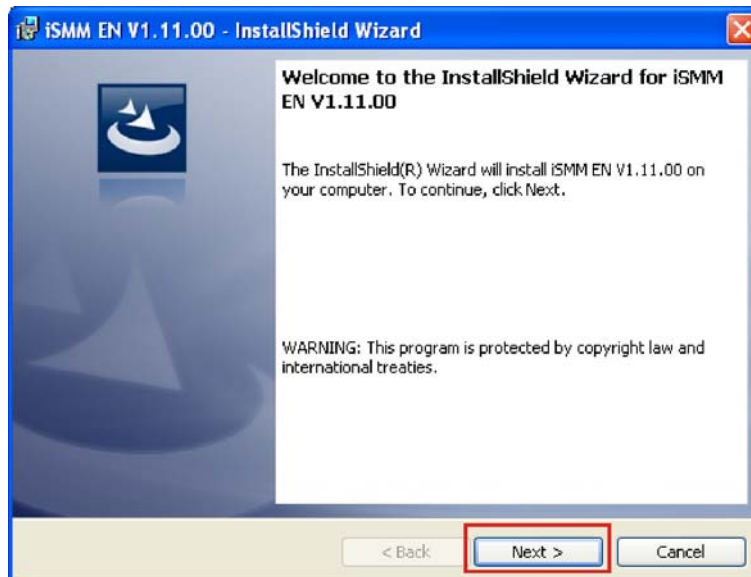 iSMM EN V1.11.00 - InstallShield Wizard
Welcome to the InstallShield Wizard for iSMM
EN V1.11.00
The InstallShield(R) Wizard will install iSMM EN V1.11.00 on
your computer. To continue, click Next.
WARNING: This program is protected by copyright law and
international treaties.
< Back
Next >
Cancel